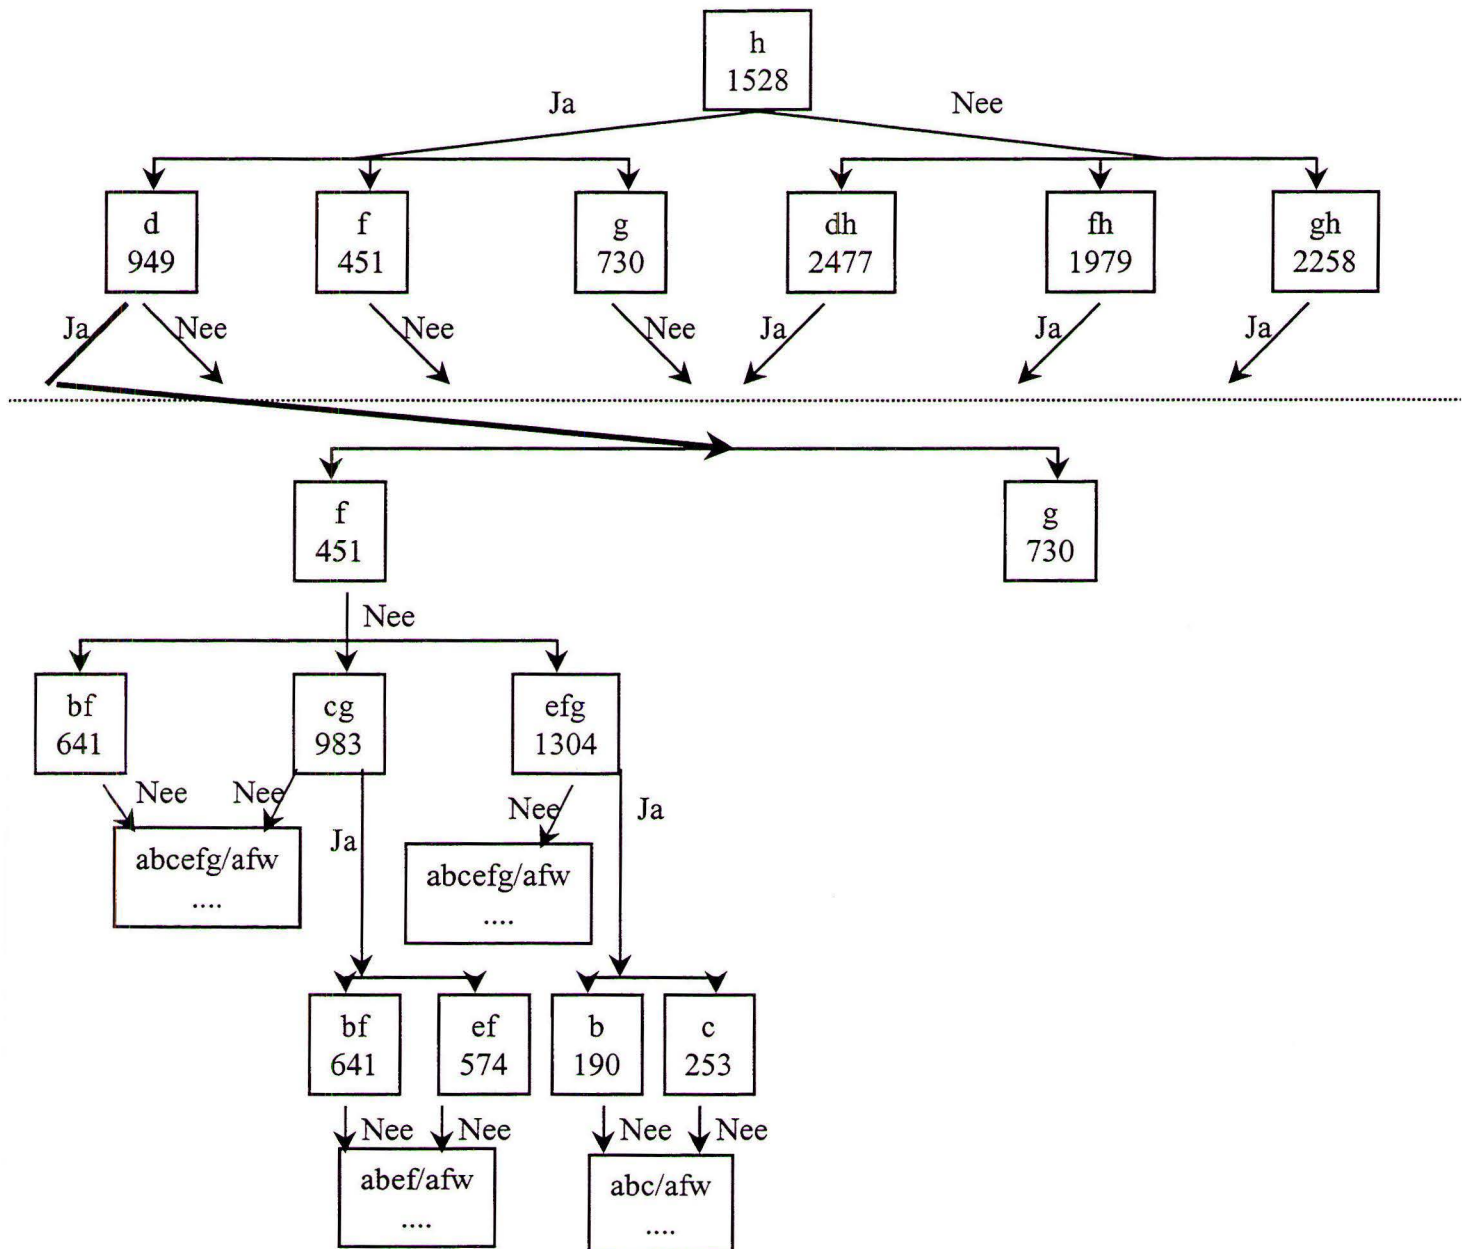 h
1528
Ja
Nee
d
949
f
451
g
730
dh
2477
fh
1979
gh
2258
Ja
Nee
Nee
Nee
Ja
Ja
Ja
f
451
g
730
Nee
bf
641
cg
983
efg
1304
Nee
Nee
Ja
Nee
Ja
abcefg/afw
....
abcefg/afw
....
bf
641
ef
574
b
190
c
253
Nee
Nee
Nee
Nee
abef/afw
....
abc/afw
....